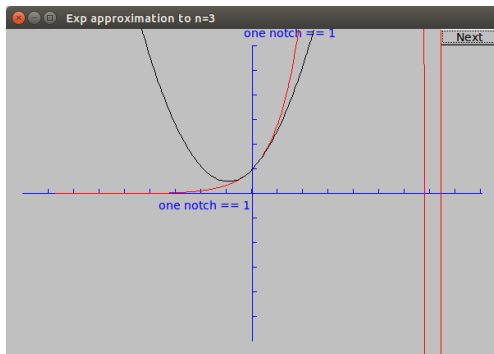 Exp approximation to n=3
one notch == 1
Next
one notch == 1